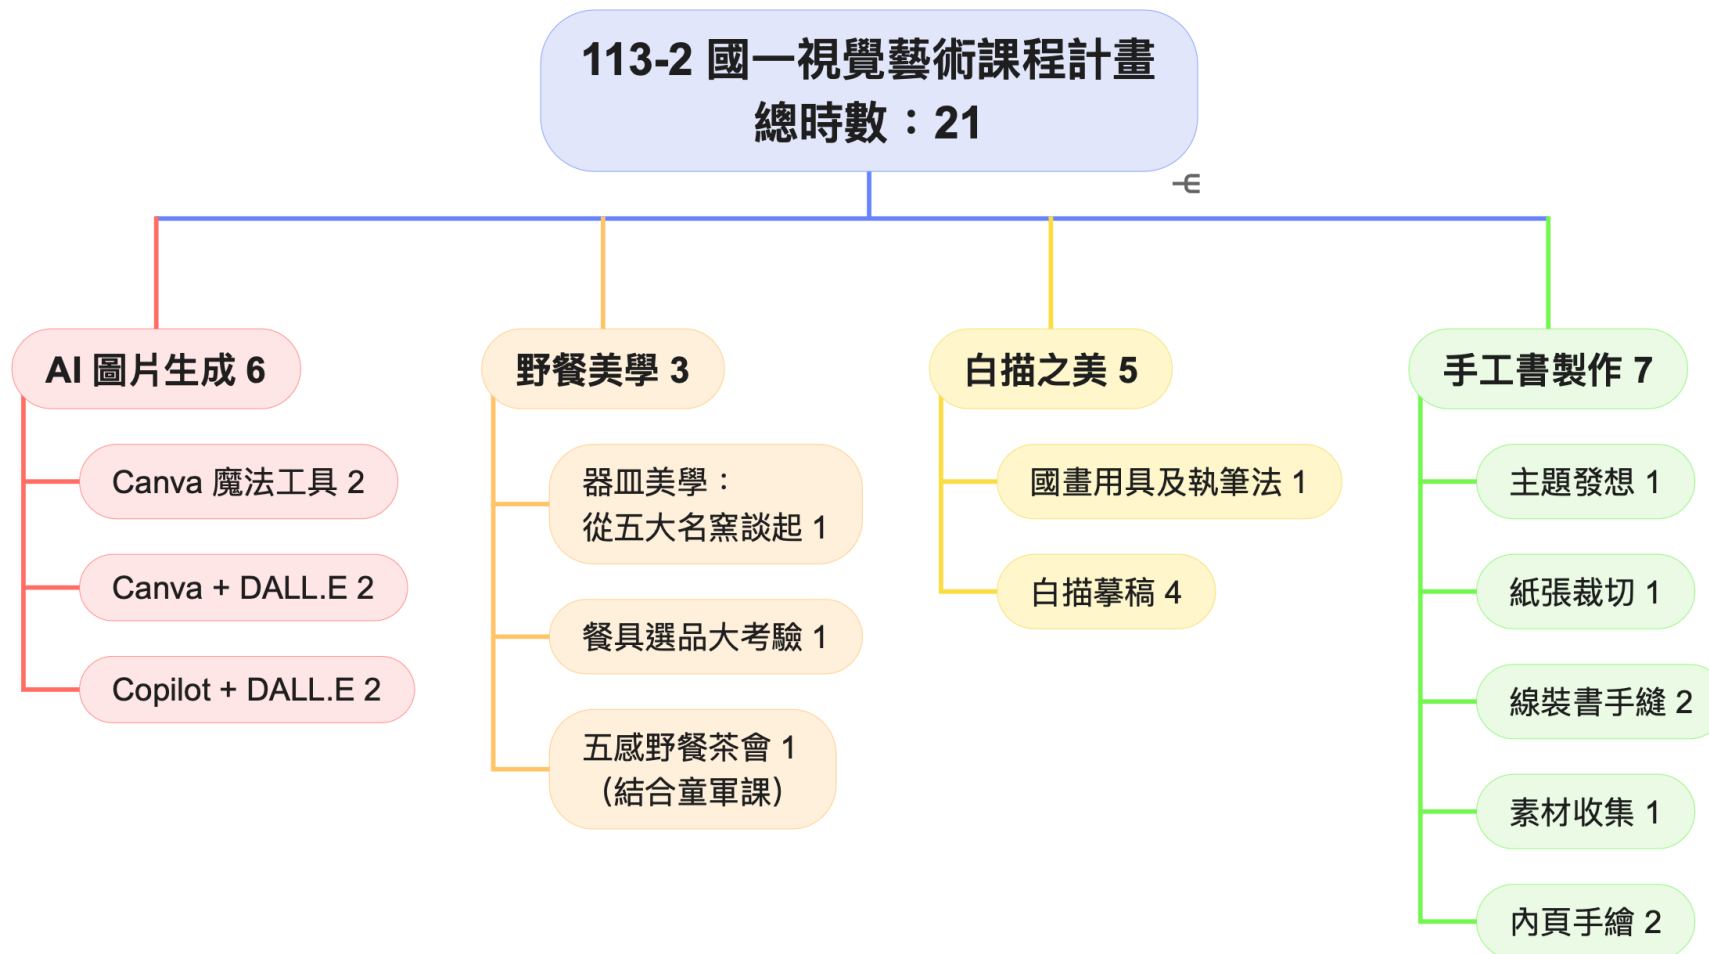 113-2 國一視覺藝術課程計畫
總時數：21
AI 圖片生成 6
Canva 魔法工具 2
Canva + DALL.E 2
Copilot + DALL.E 2
野餐美學 3
器皿美學：
從五大名窯談起 1
餐具選品大考驗 1
五感野餐茶會 1
（結合童軍課）
白描之美 5
國畫用具及執筆法 1
白描摹稿 4
手工書製作 7
主題發想 1
紙張裁切 1
線裝書手縫 2
素材收集 1
內頁手繪 2